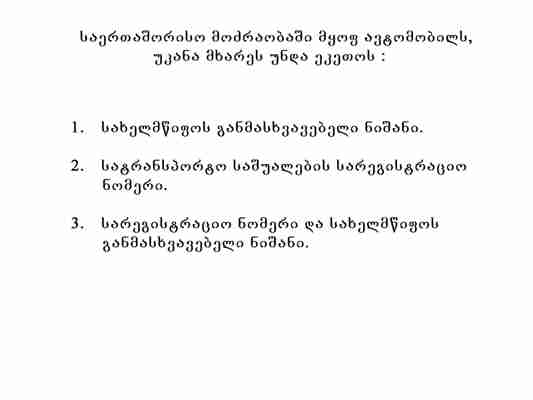 საერთაშორისო მოძრაობაში მყოფ ავტომობილს,
უკანა მხარეს უნდა ეკეთოს :
1. სახელმწიფოს განმასხვავებელი ნიშანი.
2. სატრანსპორტო საშუალების სარეგისტრაციო
ნომერი.
3. სარეგისტრაციო ნომერი და სახელმწიფოს
განმასხვავებელი ნიშანი.